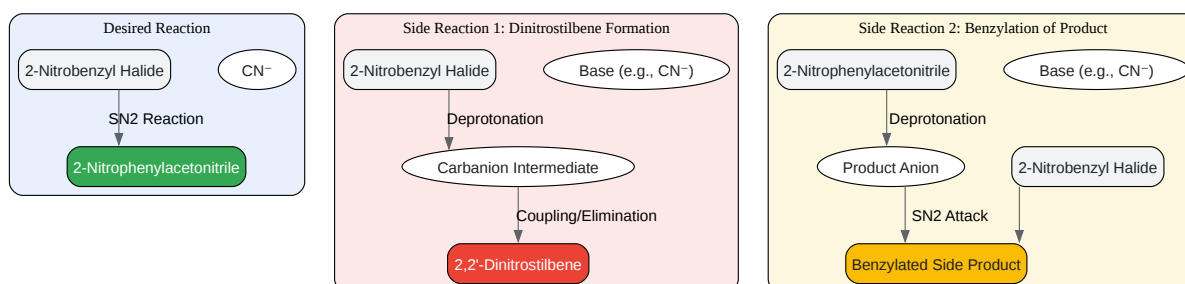 Desired Reaction
2-Nitrobenzyl Halide
CN⁻
SN2 Reaction
2-Nitrophenylacetonitrile
Side Reaction 1: Dinitrostilbene Formation
2-Nitrobenzyl Halide
Base (e.g., CN⁻)
Deprotonation
Carbanion Intermediate
Coupling/Elimination
2,2'-Dinitrostilbene
Side Reaction 2: Benzylation of Product
2-Nitrophenylacetonitrile
Base (e.g., CN⁻)
Deprotonation
Product Anion
2-Nitrobenzyl Halide
SN2 Attack
Benzylated Side Product